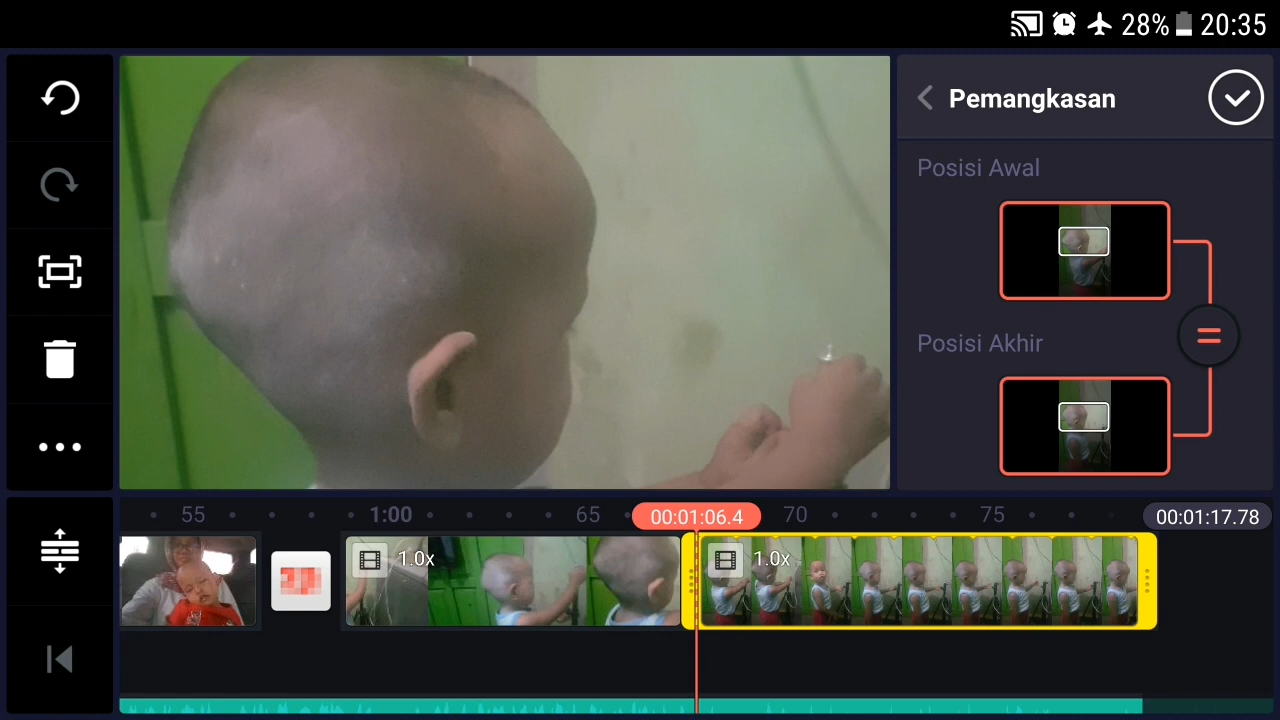 28% 20:35
Pemangkasan
Posisi Awal
Posisi Akhir
55 1:00 65 00:01:06.4 70 75 00:01:17.78
1.0x 1.0x